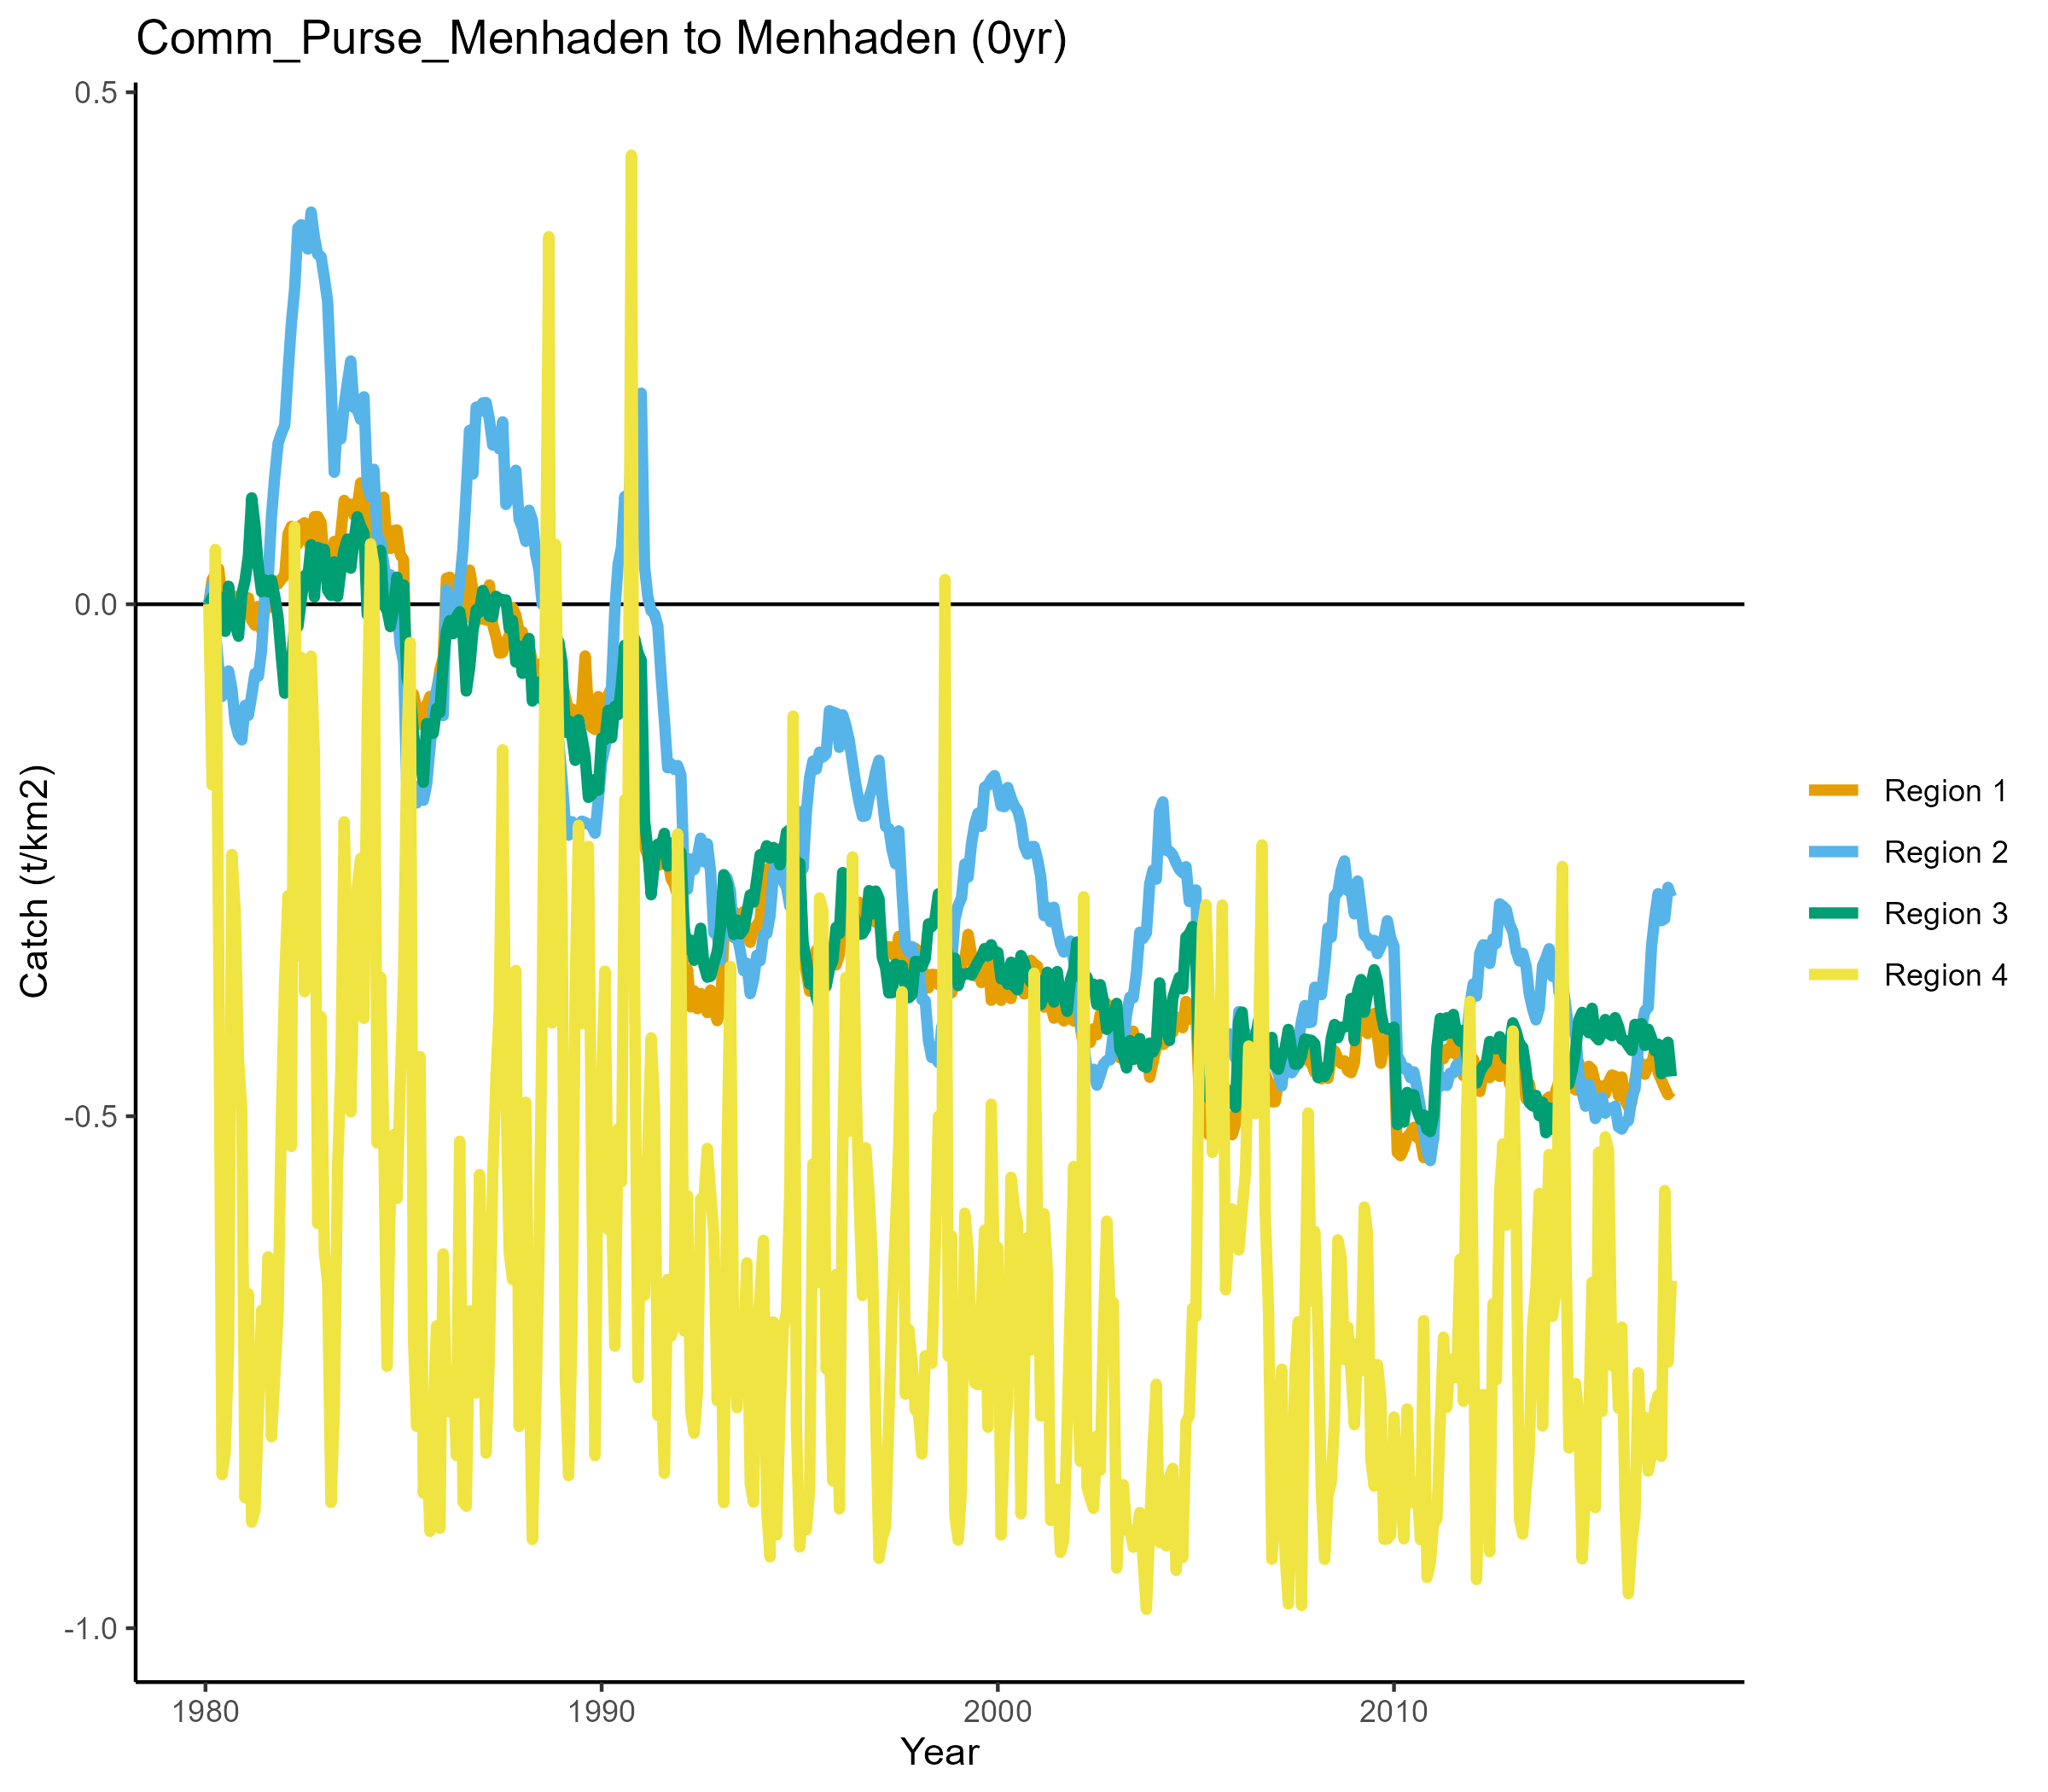 Comm_Purse_Menhaden to Menhaden (0yr)
0.5
0.0
-0.5
-1.0
Catch (t/km2)
1980
1990
2000
2010
Year
Region 1
Region 2
Region 3
Region 4